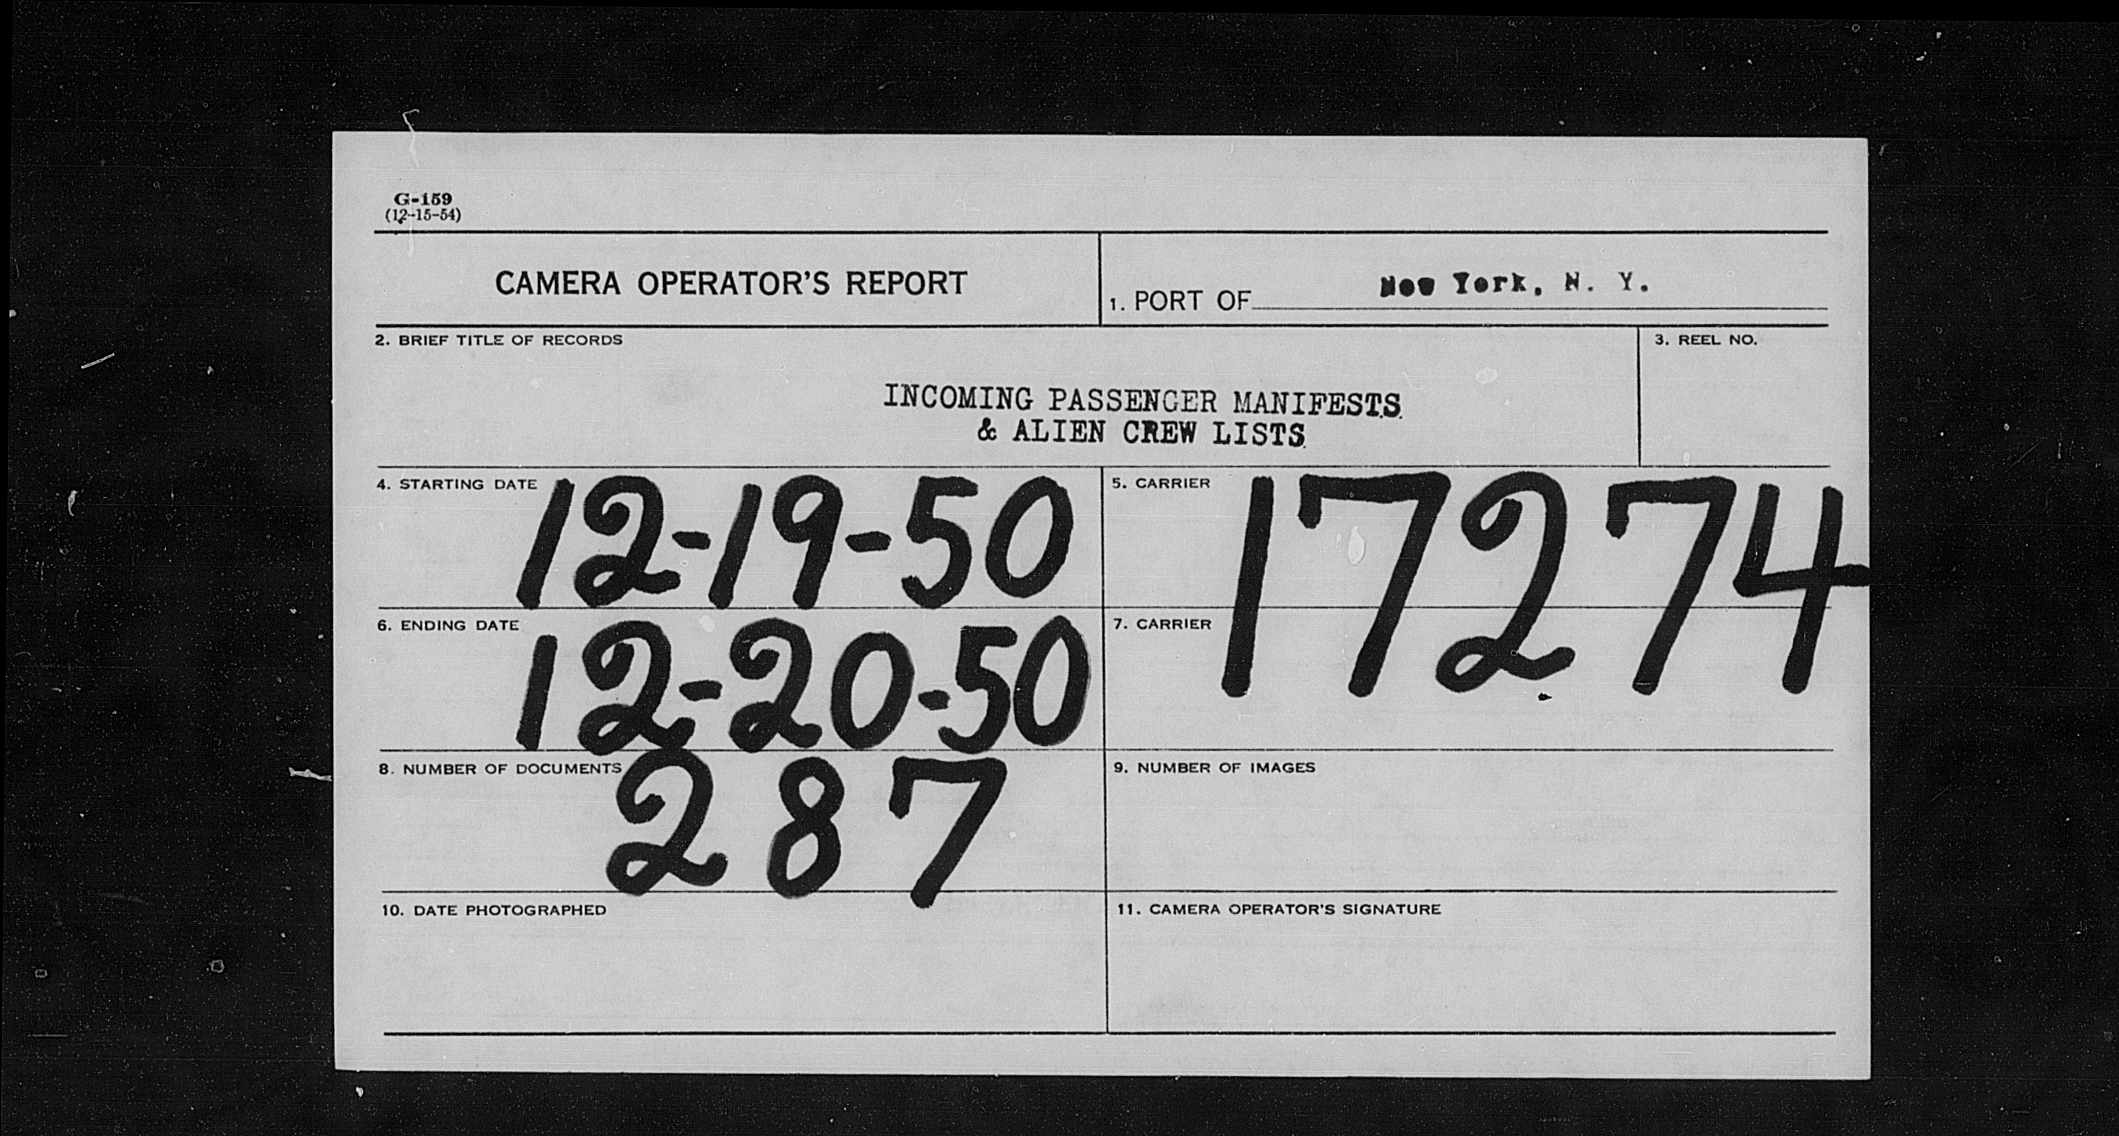 G-159
(12-15-54)
CAMERA OPERATOR'S REPORT
1. PORT OF New York, N. Y.
2. BRIEF TITLE OF RECORDS
3. REEL NO.
INCOMING PASSENGER MANIFESTS
& ALIEN CREW LISTS
4. STARTING DATE 12-19-50
5. CARRIER 17274
6. ENDING DATE 12-20-50
7. CARRIER
8. NUMBER OF DOCUMENTS 287
9. NUMBER OF IMAGES
10. DATE PHOTOGRAPHED
11. CAMERA OPERATOR'S SIGNATURE